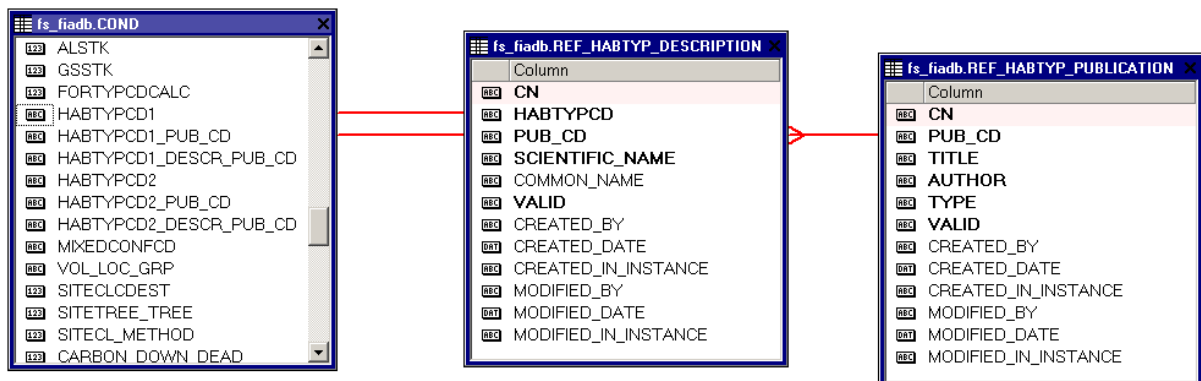 fs_fiadb.COND
ALSTK
GSSTK
FORTYPCDCALC
HABTYPCD1
HABTYPCD1_PUB_CD
HABTYPCD1_DESCR_PUB_CD
HABTYPCD2
HABTYPCD2_PUB_CD
HABTYPCD2_DESCR_PUB_CD
MIXEDCONFCD
VOL_LOC_GRP
SITECLCDEST
SITETREE_TREE
SITECL_METHOD
CARBON_DOWN_DEAD
fs_fiadb.REF_HABTYP_DESCRIPTION
Column
CN
HABTYPCD
PUB_CD
SCIENTIFIC_NAME
COMMON_NAME
VALID
CREATED_BY
CREATED_DATE
CREATED_IN_INSTANCE
MODIFIED_BY
MODIFIED_DATE
MODIFIED_IN_INSTANCE
fs_fiadb.REF_HABTYP_PUBLICATION
Column
CN
PUB_CD
TITLE
AUTHOR
TYPE
VALID
CREATED_BY
CREATED_DATE
CREATED_IN_INSTANCE
MODIFIED_BY
MODIFIED_DATE
MODIFIED_IN_INSTANCE